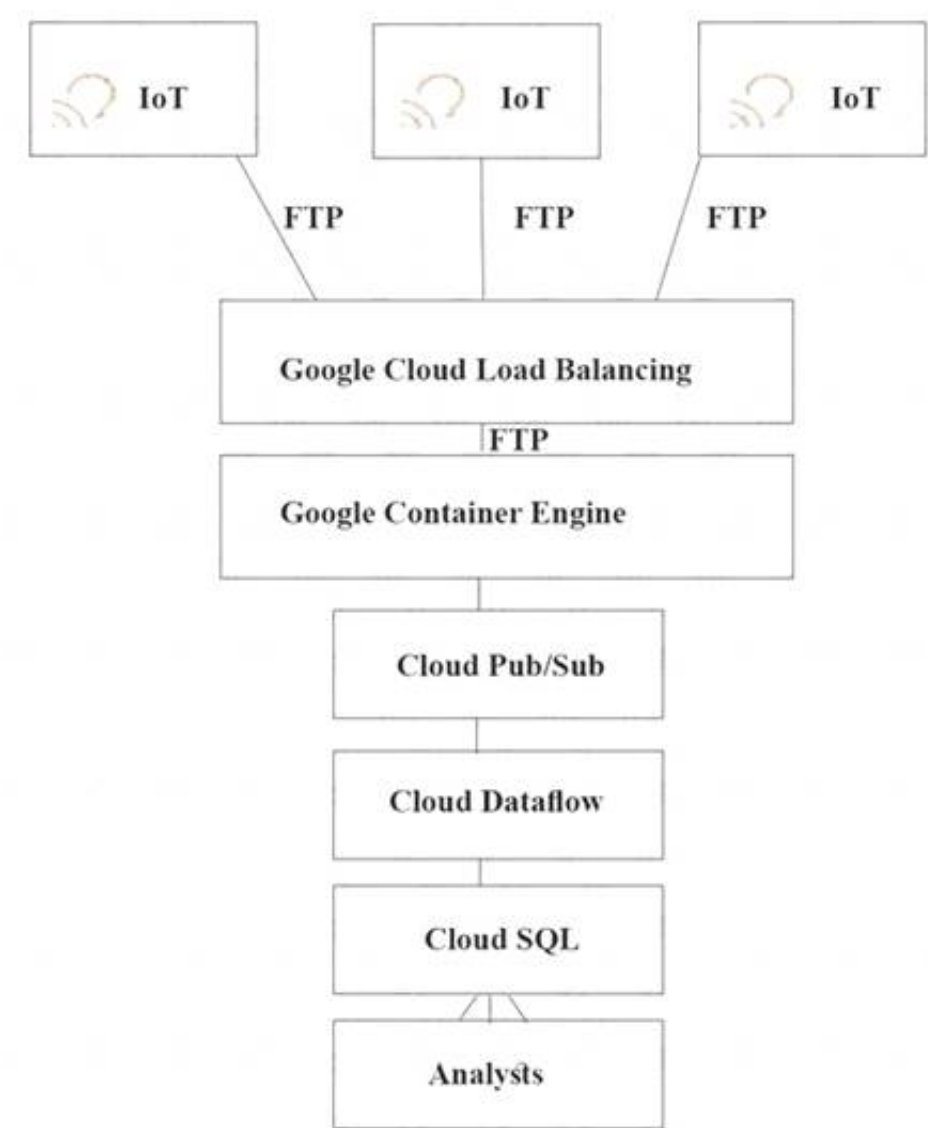 IoT
IoT
IoT
FTP
FTP
FTP
Google Cloud Load Balancing
FTP
Google Container Engine
Cloud Pub/Sub
Cloud Dataflow
Cloud SQL
Analysts